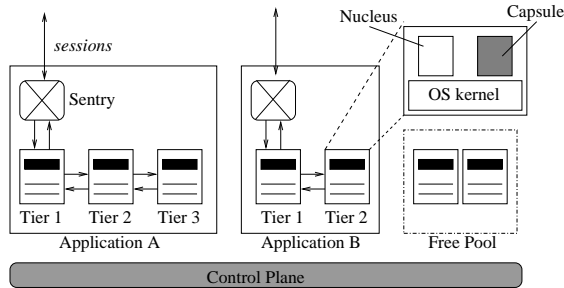 Nucleus
Capsule
sessions
Sentry
OS kernel
Tier 1
Tier 2
Tier 3
Tier 1
Tier 2
Application A
Application B
Free Pool
Control Plane